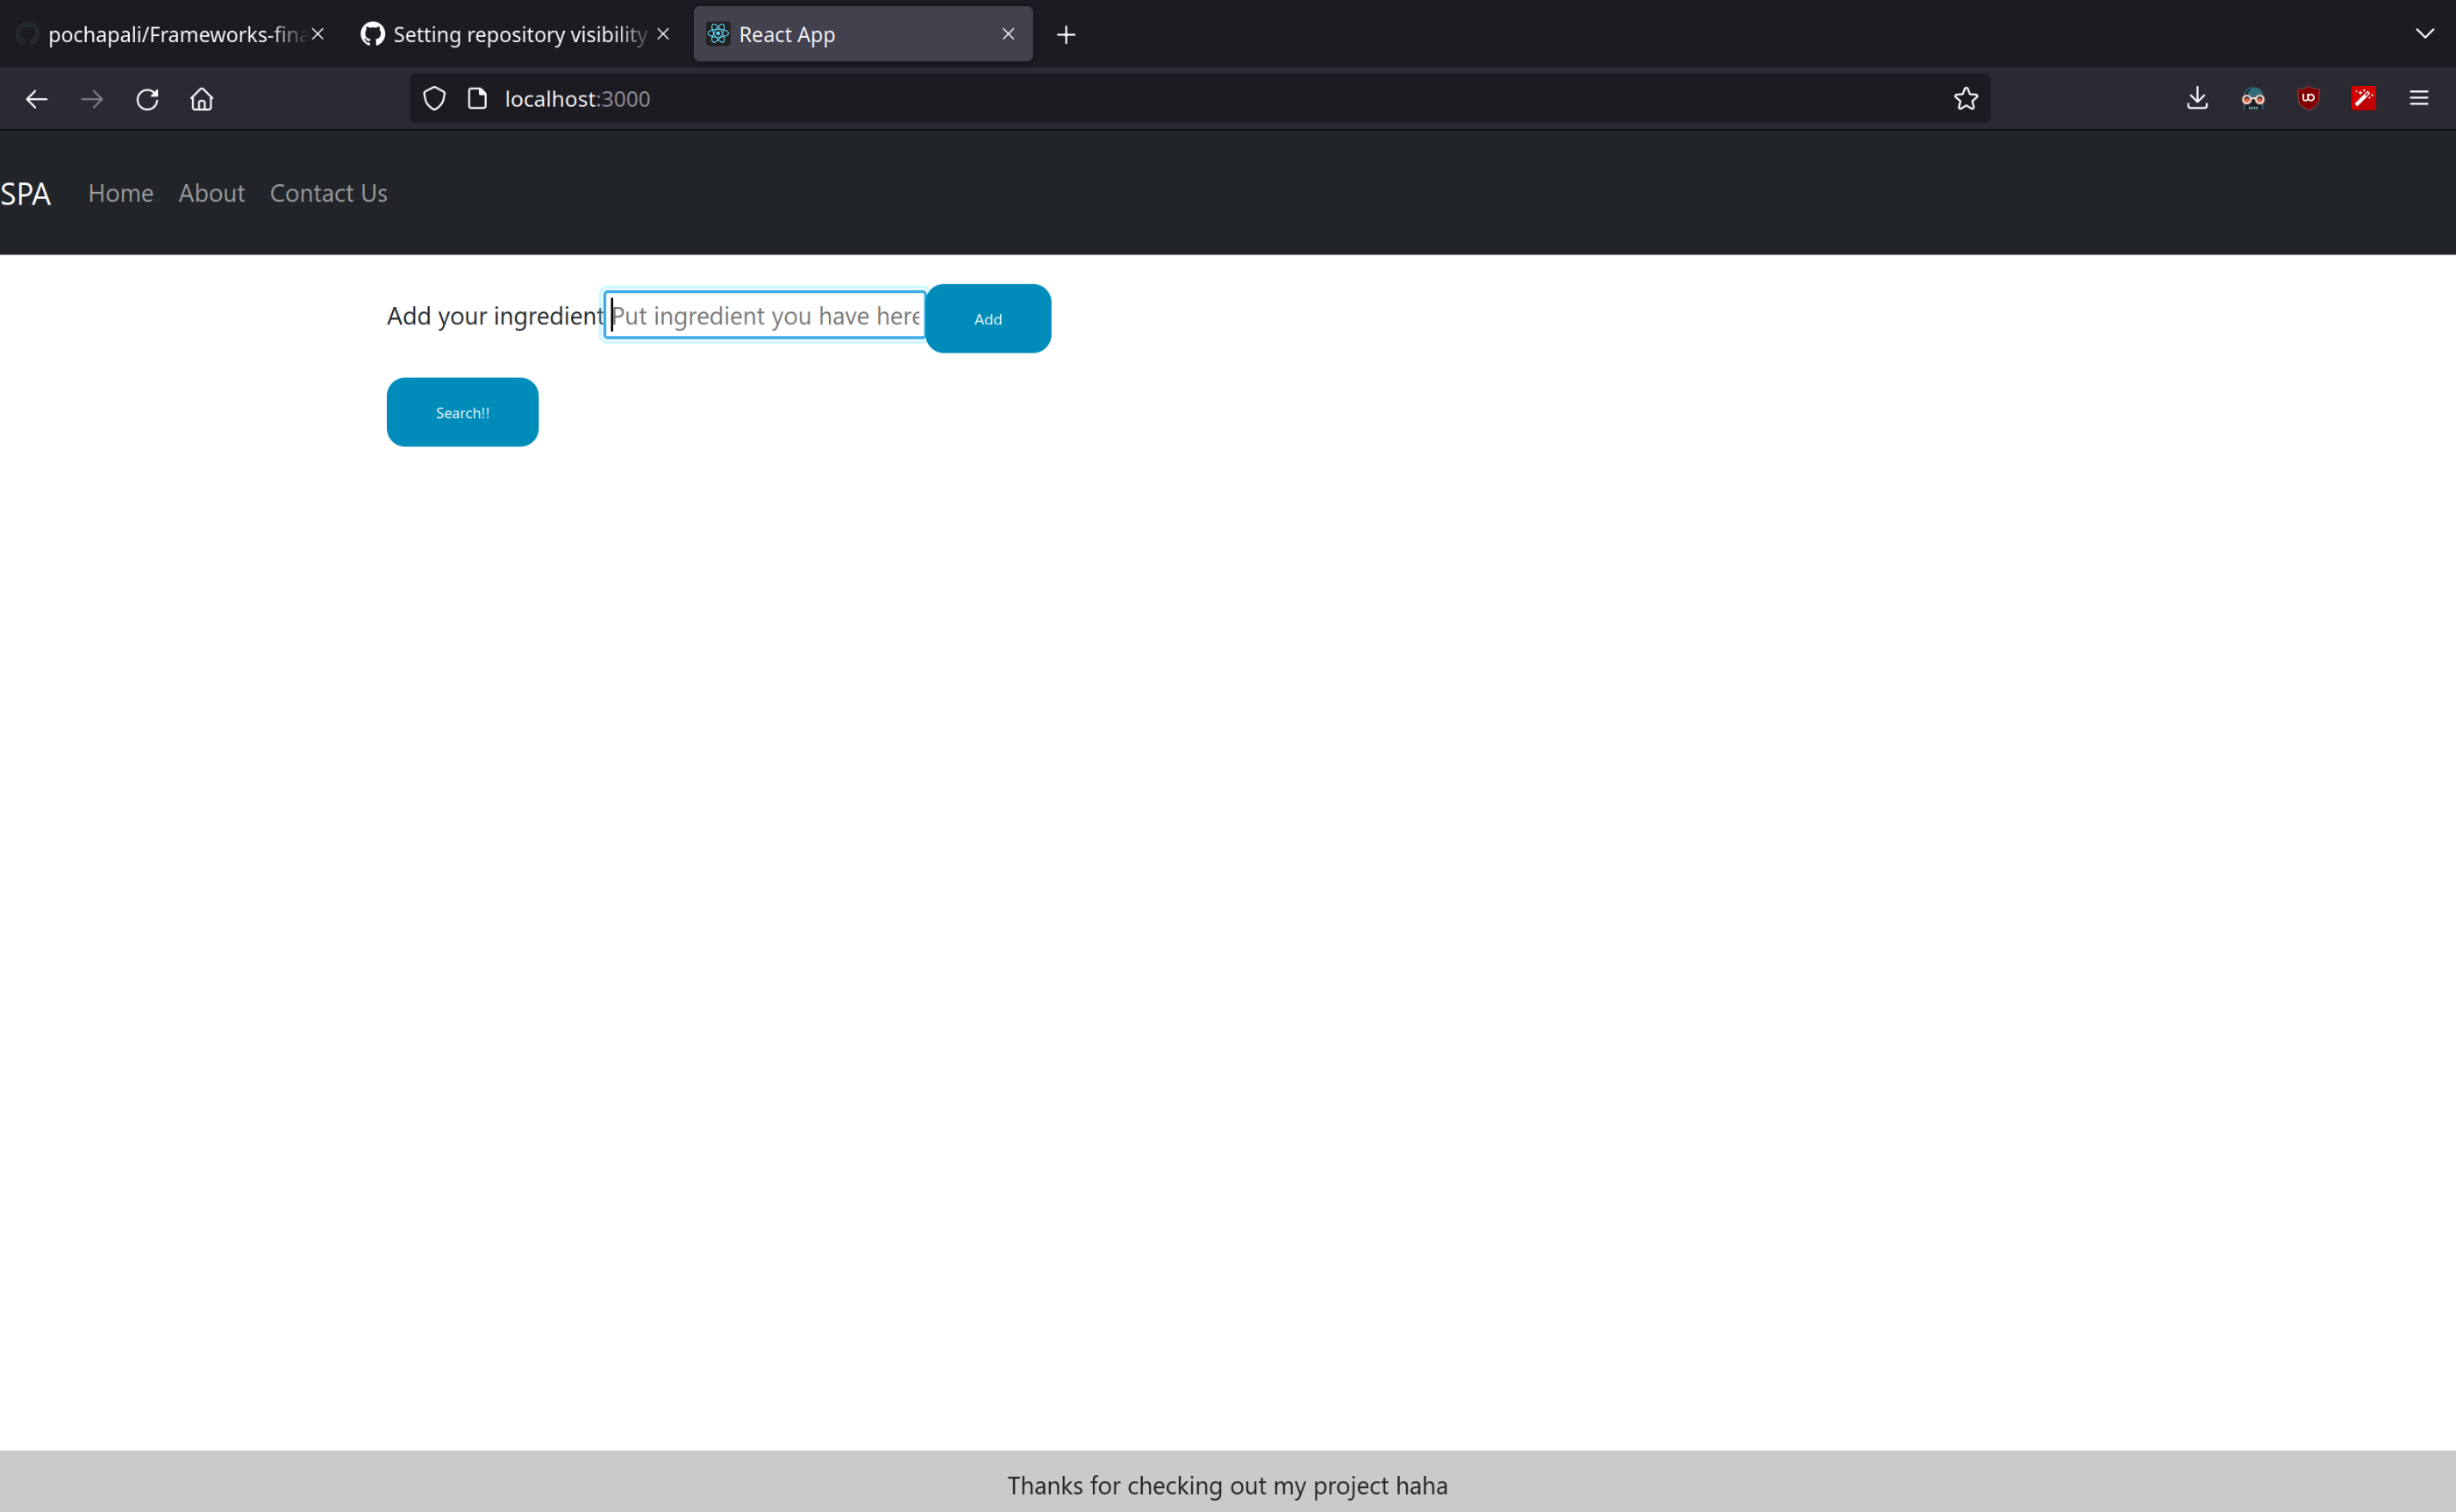 pochapali/Frameworks-fina
Setting repository visibility
React App
localhost:3000
SPA Home About Contact Us
Add your ingredient Put ingredient you have here Add
Search!!
Thanks for checking out my project haha